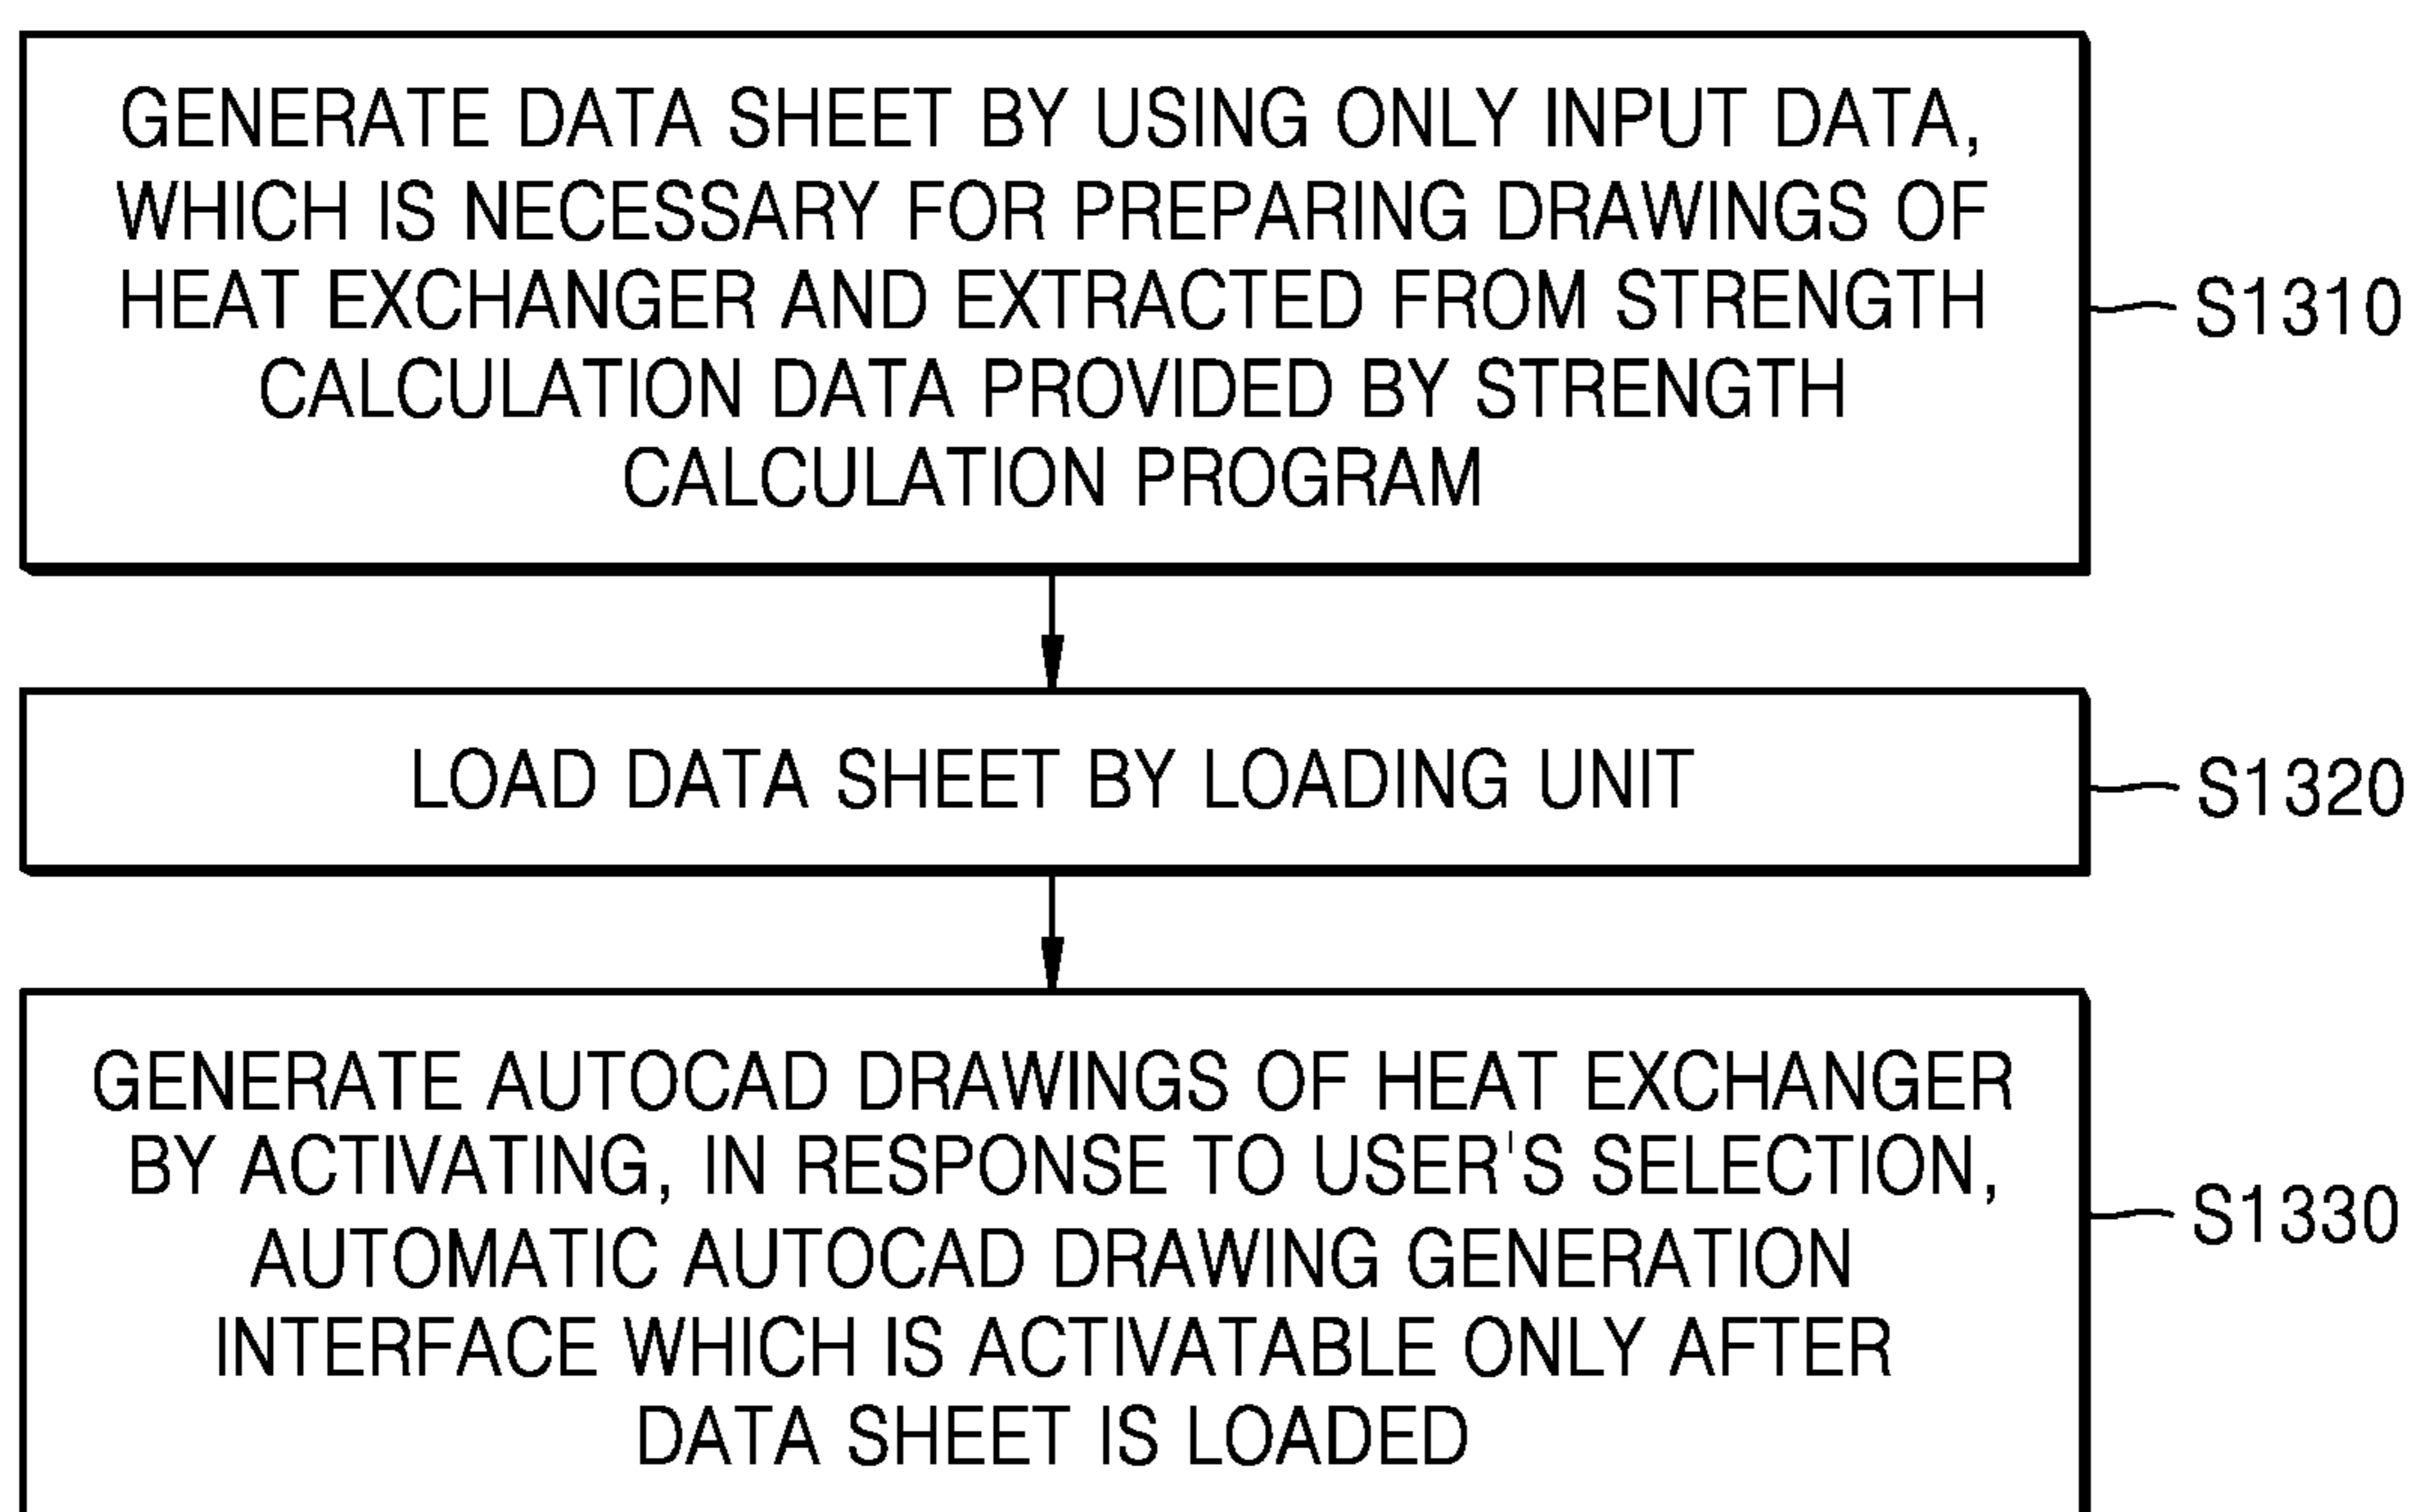 GENERATE DATA SHEET BY USING ONLY INPUT DATA,
WHICH IS NECESSARY FOR PREPARING DRAWINGS OF
HEAT EXCHANGER AND EXTRACTED FROM STRENGTH
CALCULATION DATA PROVIDED BY STRENGTH
CALCULATION PROGRAM
S1310
LOAD DATA SHEET BY LOADING UNIT
S1320
GENERATE AUTOCAD DRAWINGS OF HEAT EXCHANGER
BY ACTIVATING, IN RESPONSE TO USER'S SELECTION,
AUTOMATIC AUTOCAD DRAWING GENERATION
INTERFACE WHICH IS ACTIVATABLE ONLY AFTER
DATA SHEET IS LOADED
S1330